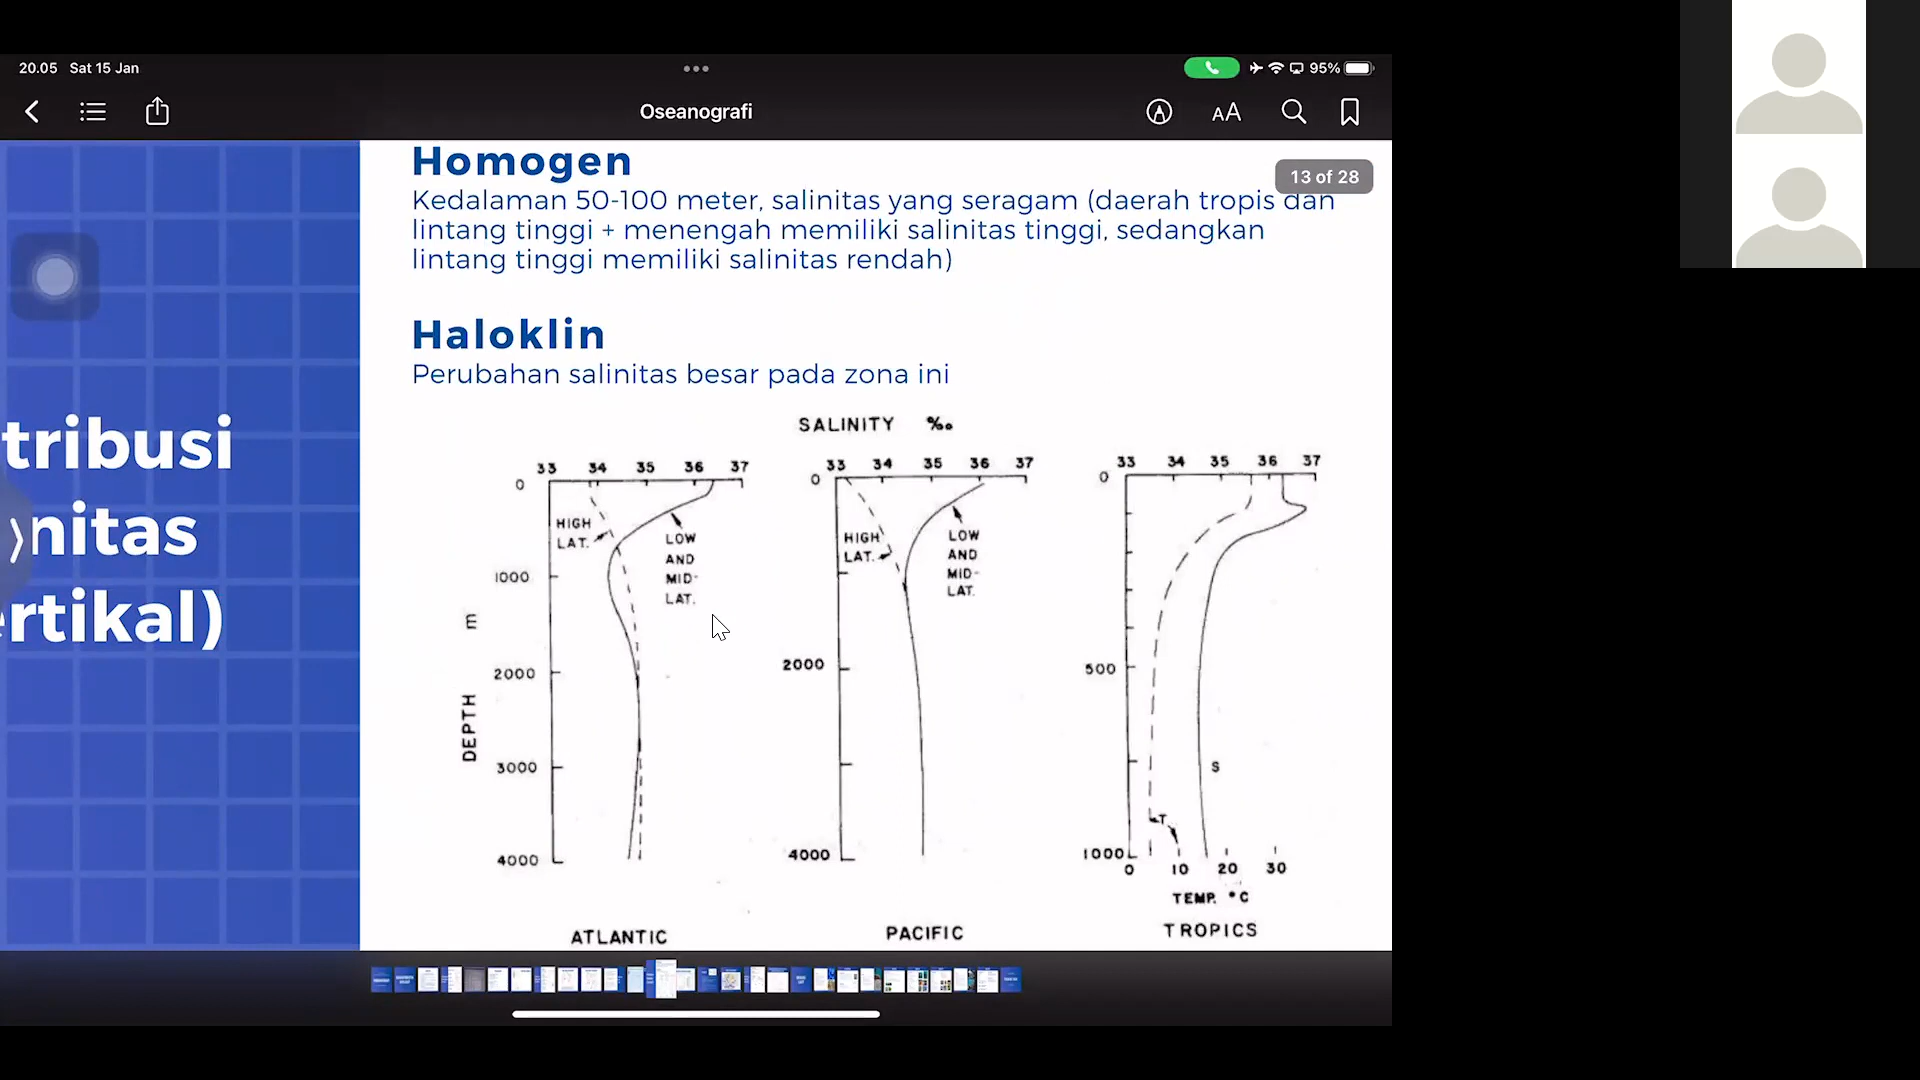 20.05 Sat 15 Jan
95%
Oseanografi
AA
13 of 28
tribusi
nitas
ertikal)
Homogen
Kedalaman 50-100 meter, salinitas yang seragam (daerah tropis dan
lintang tinggi + menengah memiliki salinitas tinggi, sedangkan
lintang tinggi memiliki salinitas rendah)
Haloklin
Perubahan salinitas besar pada zona ini
SALINITY ‰
33 34 35 36 37
0
1000
2000
3000
4000
DEPTH m
HIGH
LAT.
LOW
AND
MID-
LAT.
ATLANTIC
33 34 35 36 37
0
2000
4000
HIGH
LAT.
LOW
AND
MID-
LAT.
PACIFIC
33 34 35 36 37
0
500
1000
S
T
0 10 20 30
TEMP. °C
TROPICS